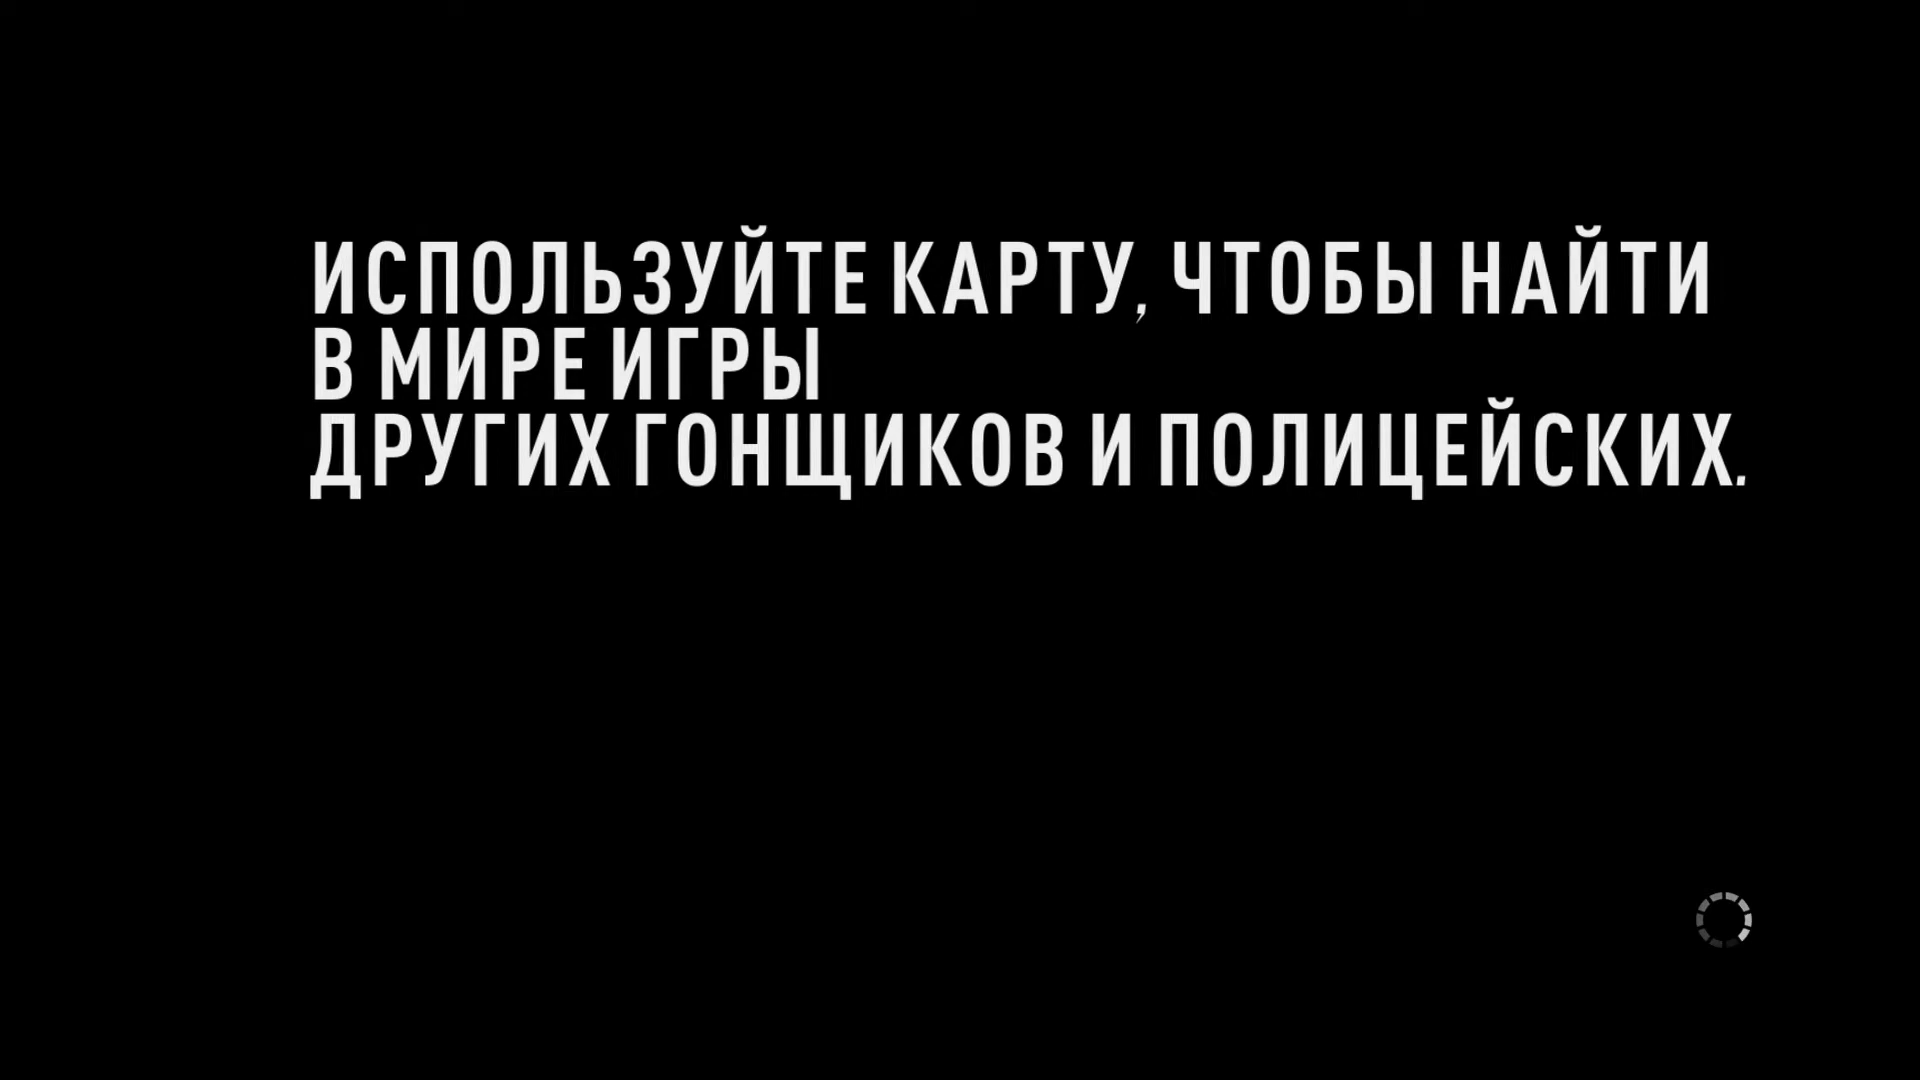 ИСПОЛЬЗУЙТЕ КАРТУ, ЧТОБЫ НАЙТИ
В МИРЕ ИГРЫ
ДРУГИХ ГОНЩИКОВ И ПОЛИЦЕЙСКИХ.